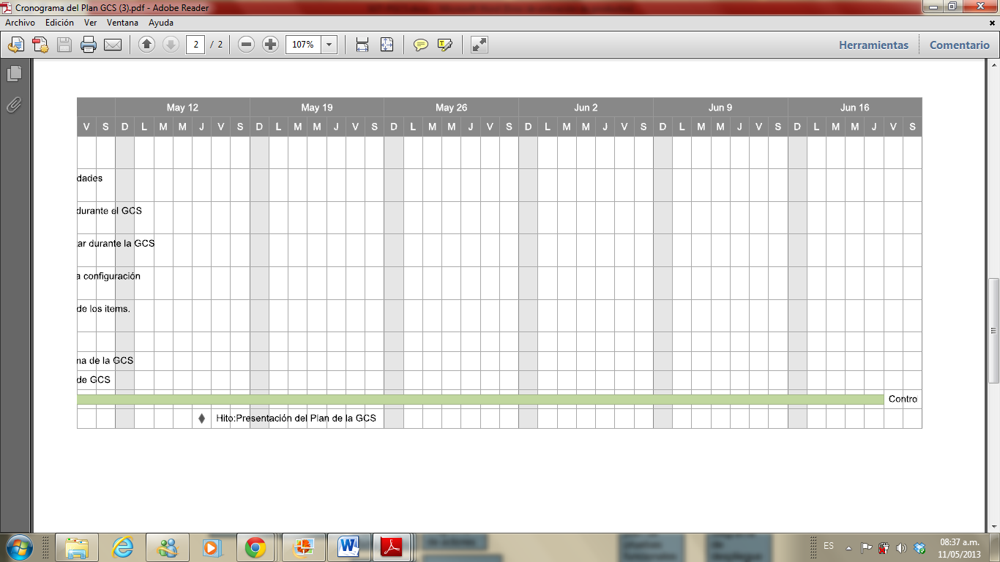 Cronograma del Plan GCS (3).pdf - Adobe Reader
Archivo Edición Ver Ventana Ayuda
2 / 2 107% Herramientas Comentario
May 12 May 19 May 26 Jun 2 Jun 9 Jun 16
V S D L M M J V S D L M M J V S D L M M J V S D L M M J V S D L M M J V S D L M M J V S
dades
durante el GCS
ar durante la GCS
a configuración
de los items.
na de la GCS
de GCS
Contro
Hito:Presentación del Plan de la GCS
ES 08:37 a.m.
11/05/2013